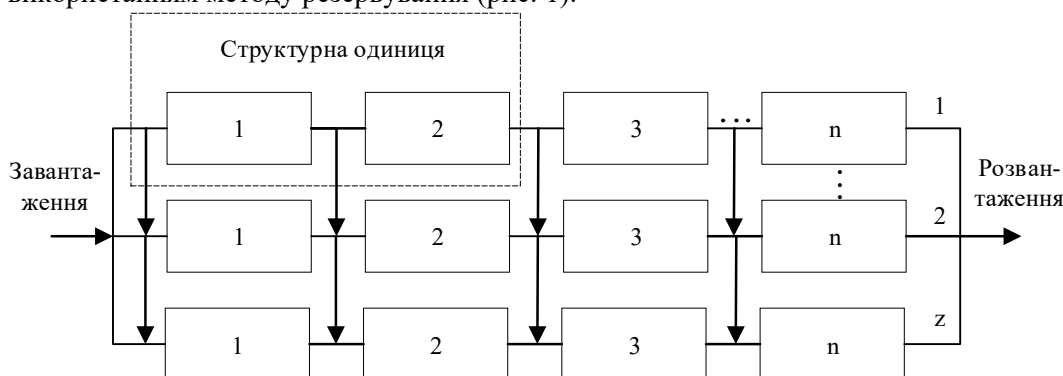 використанням методу резервування (рис. 1).
Структурна одиниця
1 2 3 ... n 1
Заванта-
ження
Розван-
таження
1 2 3 n 2
1 2 3 n z